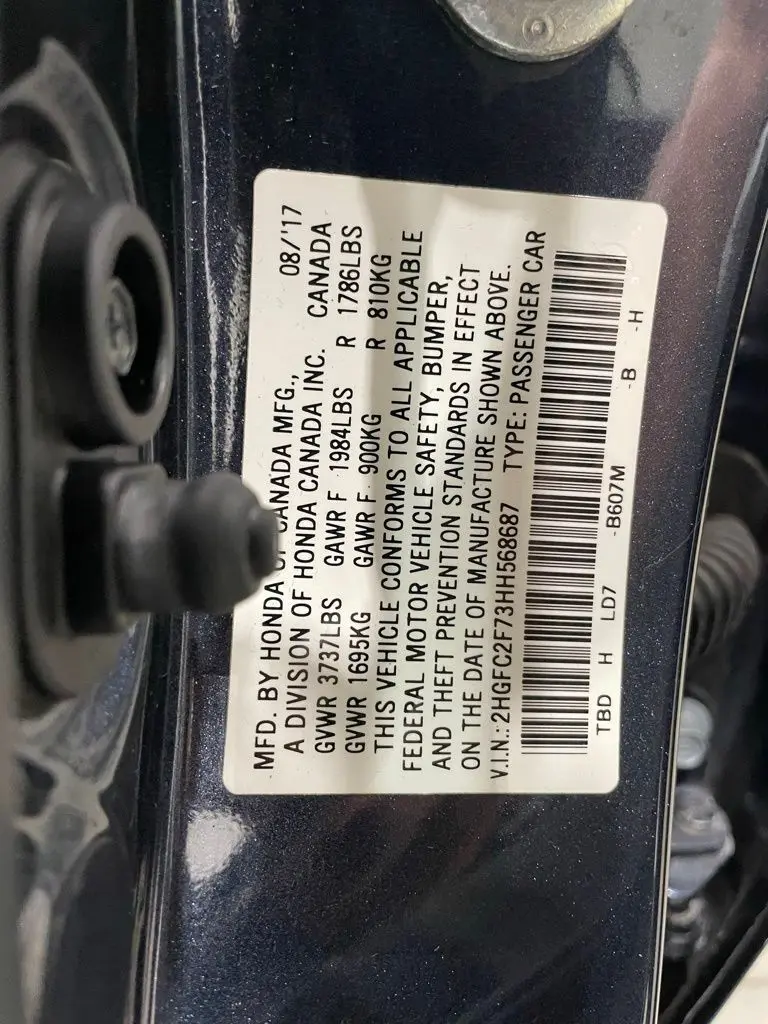 MFD. BY HONDA OF CANADA MFG., 08/'17
A DIVISION OF HONDA CANADA INC. CANADA
GVWR 3737LBS GAWR F 1984LBS R 1786LBS
GVWR 1695KG GAWR F 900KG R 810KG
THIS VEHICLE CONFORMS TO ALL APPLICABLE
FEDERAL MOTOR VEHICLE SAFETY, BUMPER,
AND THEFT PREVENTION STANDARDS IN EFFECT
ON THE DATE OF MANUFACTURE SHOWN ABOVE.
V.I.N.: 2HGFC2F73HH568687 TYPE: PASSENGER CAR
TBD H LD7 -B607M -B -H